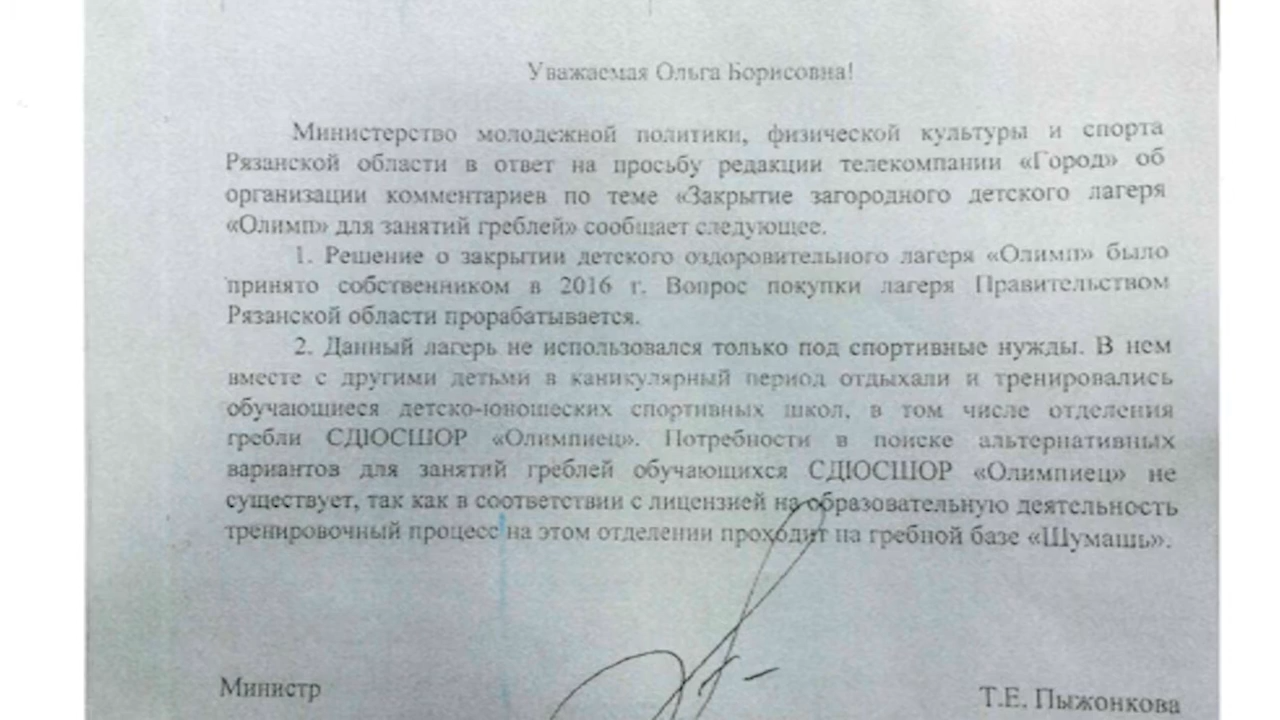 Уважаемая Ольга Борисовна!
Министерство молодежной политики, физической культуры и спорта
Рязанской области в ответ на просьбу редакции телекомпании «Город» об
организации комментариев по теме «Закрытие загородного детского лагеря
«Олимп» для занятий греблей» сообщает следующее.
1. Решение о закрытии детского оздоровительного лагеря «Олимп» было
принято собственником в 2016 г. Вопрос покупки лагеря Правительством
Рязанской области прорабатывается.
2. Данный лагерь не использовался только под спортивные нужды. В нем
вместе с другими детьми в каникулярный период отдыхали и тренировались
обучающиеся детско-юношеских спортивных школ, в том числе отделения
гребли СДЮСШОР «Олимпиец». Потребности в поиске альтернативных
вариантов для занятий греблей обучающихся СДЮСШОР «Олимпиец» не
существует, так как в соответствии с лицензией на образовательную деятельность
тренировочный процесс на этом отделении проходит на гребной базе «Шумашь».
Министр
Т.Е. Пыжонкова